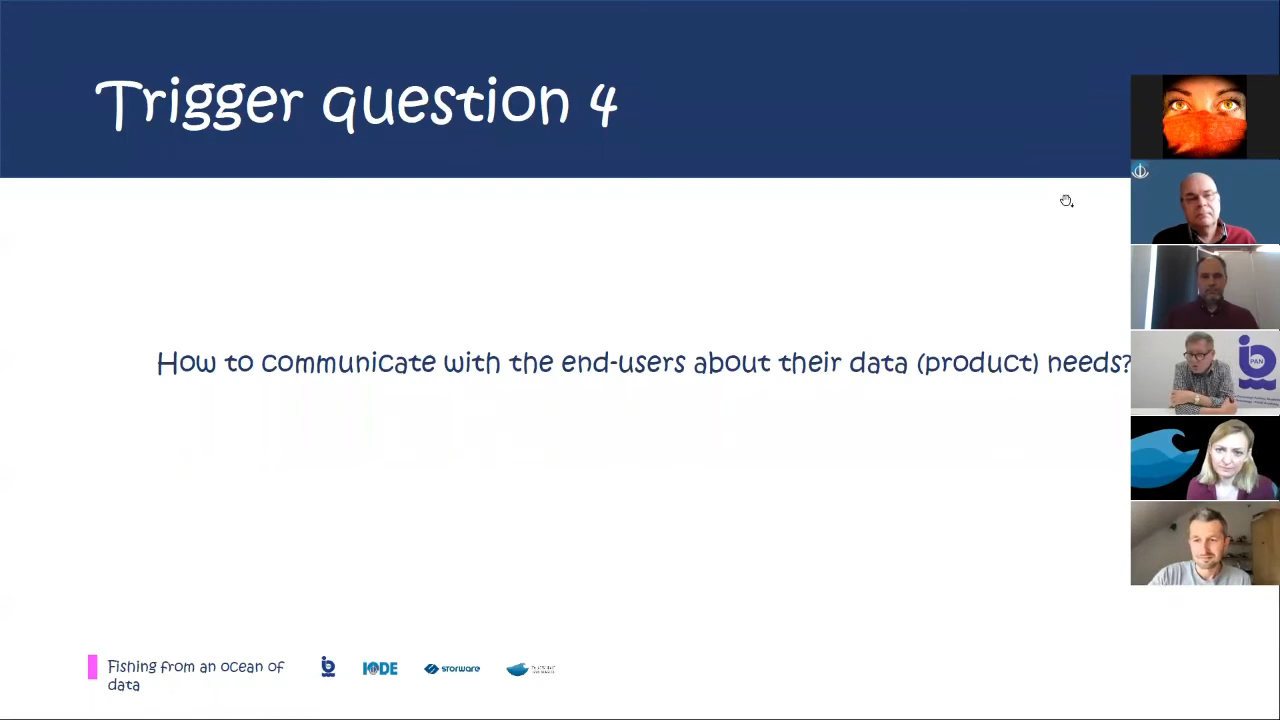 Trigger question 4
How to communicate with the end-users about their data (product) needs?
PAN
Fishing from an ocean of
data
IODE
STORWARE